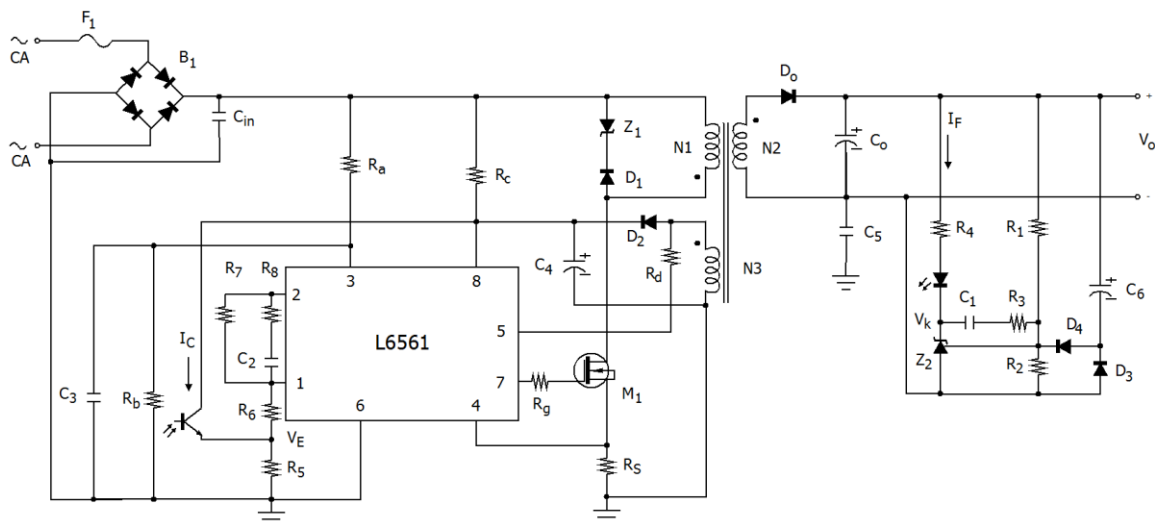 F1
CA
B1
CA
Cin
Ra
Rc
Z1
D1
N1
N2
Do
Co
IF
Vo
+
-
R4
R1
C5
D2
C4
Rd
N3
R7
R8
3
8
2
5
L6561
IC
C2
1
7
C3
Rb
R6
6
4
Rg
M1
VE
R5
RS
C1
R3
Vk
Z2
R2
D4
C6
D3